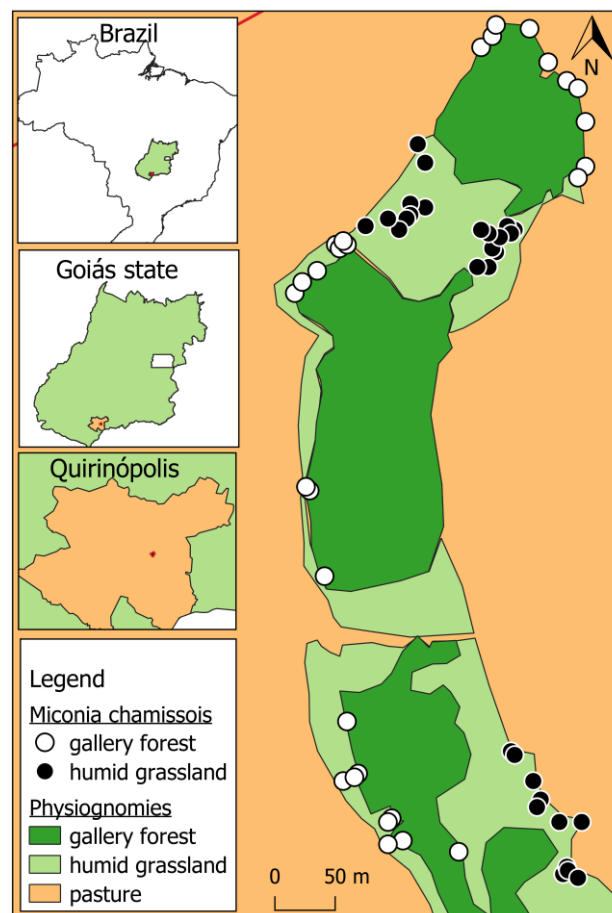 Brazil
N
Goiás state
Quirinópolis
Legend
Miconia chamissois
gallery forest
humid grassland
Physiognomies
gallery forest
humid grassland
pasture
0 50 m